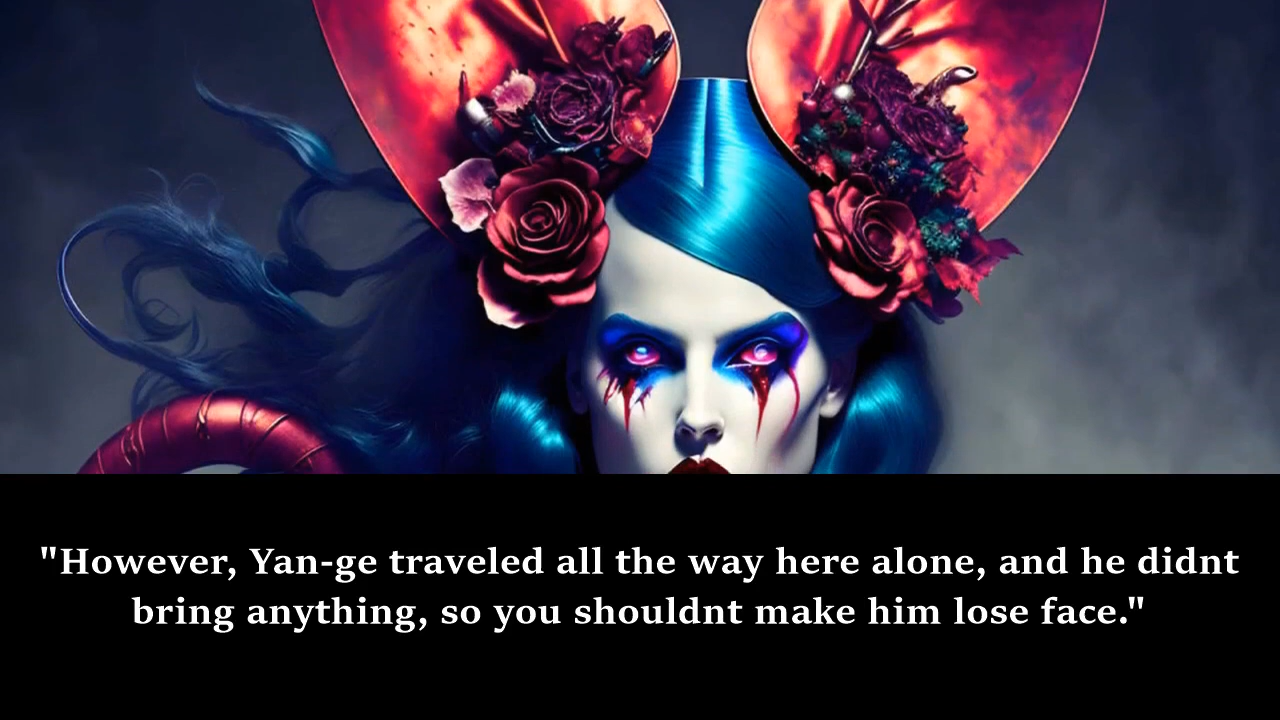 "However, Yan-ge traveled all the way here alone, and he didnt
bring anything, so you shouldnt make him lose face."